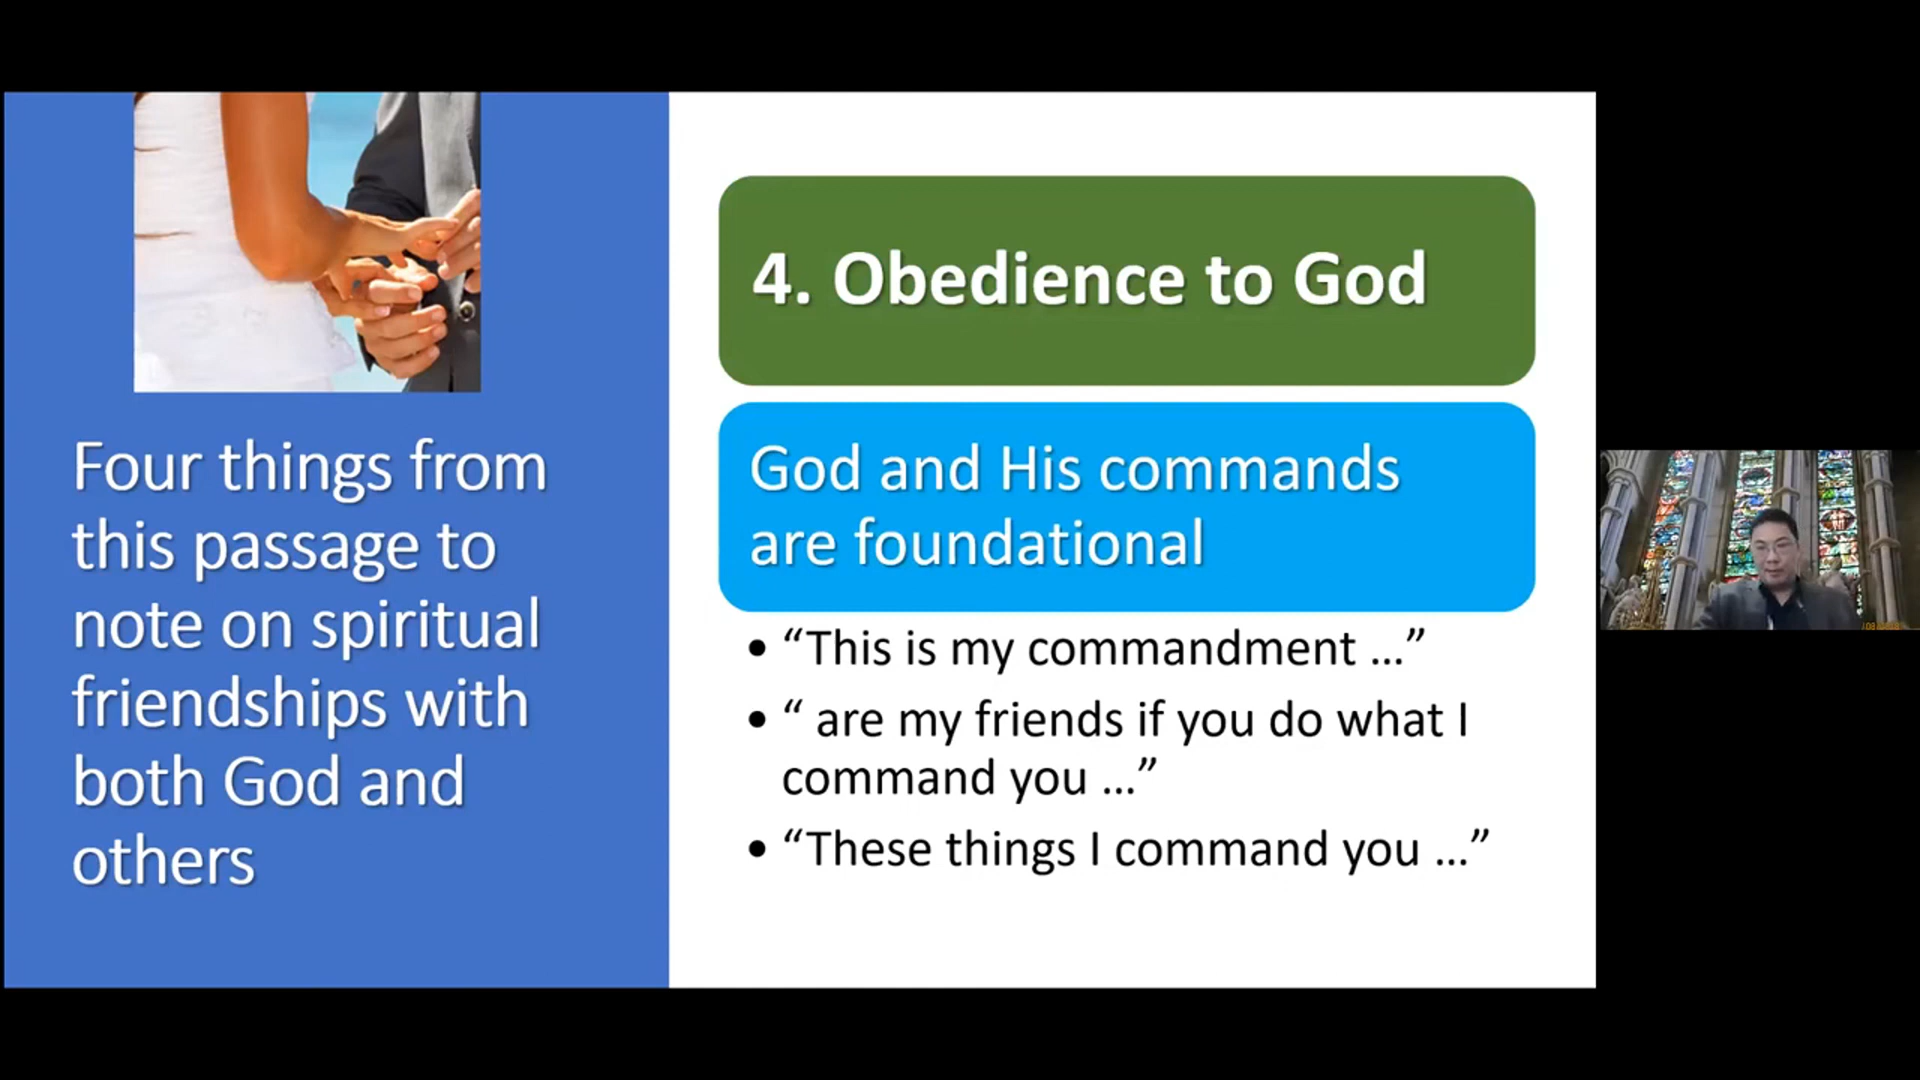 Four things from
this passage to
note on spiritual
friendships with
both God and
others
4. Obedience to God
God and His commands
are foundational
• “This is my commandment ...”
• “ are my friends if you do what I
command you ...”
• “These things I command you ...”